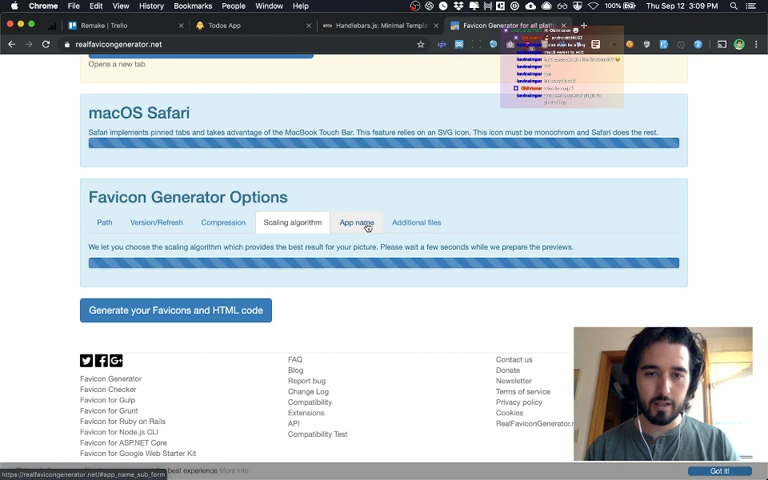 Chrome File Edit View History Bookmarks People Window Help 100% Thu Sep 12 3:09 PM
Remake | Trello
Todos App
Handlebars.js: Minimal Templa
Favicon Generator for all platf
realfavicongenerator.net
Opens a new tab
macOS Safari
Safari implements pinned tabs and takes advantage of the MacBook Touch Bar. This feature relies on an SVG icon. This icon must be monochrom and Safari does the rest.
Favicon Generator Options
Path Version/Refresh Compression Scaling algorithm App name Additional files
We let you choose the scaling algorithm which provides the best result for your picture. Please wait a few seconds while we prepare the previews.
Generate your Favicons and HTML code
Favicon Generator
Favicon Checker
Favicon for Gulp
Favicon for Grunt
Favicon for Ruby on Rails
Favicon for Node.js CLI
Favicon for ASP.NET Core
Favicon for Google Web Starter Kit
FAQ
Blog
Report bug
Change Log
Compatibility
Extensions
API
Compatibility Test
Contact us
Donate
Newsletter
Terms of service
Privacy policy
Cookies
RealFaviconGenerator.n
the best experience More info
Got it!
https://realfavicongenerator.net/#app_name_sub_form